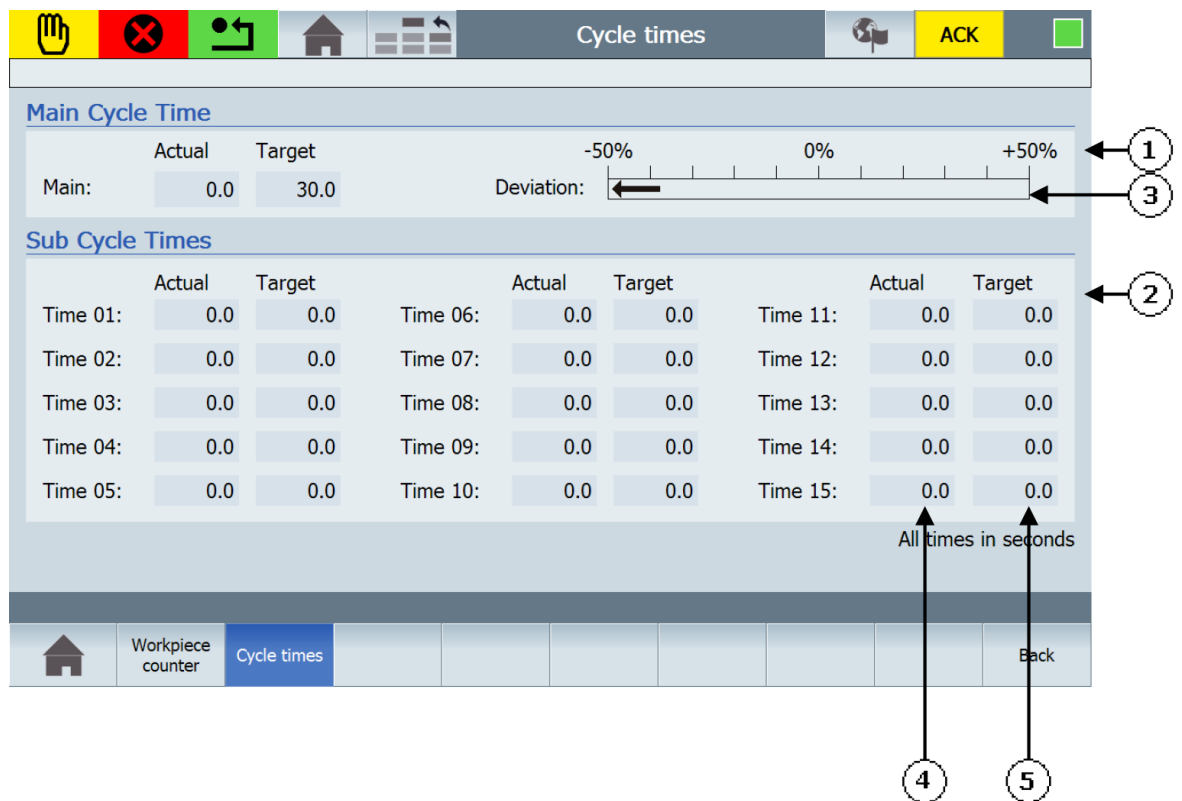 Cycle times ACK
Main Cycle Time
Actual Target -50% 0% +50% 1
Main: 0.0 30.0 Deviation: 3
Sub Cycle Times
Actual Target Actual Target Actual Target 2
Time 01: 0.0 0.0 Time 06: 0.0 0.0 Time 11: 0.0 0.0
Time 02: 0.0 0.0 Time 07: 0.0 0.0 Time 12: 0.0 0.0
Time 03: 0.0 0.0 Time 08: 0.0 0.0 Time 13: 0.0 0.0
Time 04: 0.0 0.0 Time 09: 0.0 0.0 Time 14: 0.0 0.0
Time 05: 0.0 0.0 Time 10: 0.0 0.0 Time 15: 0.0 0.0
All times in seconds
Workpiece
counter
Cycle times
Back
4 5